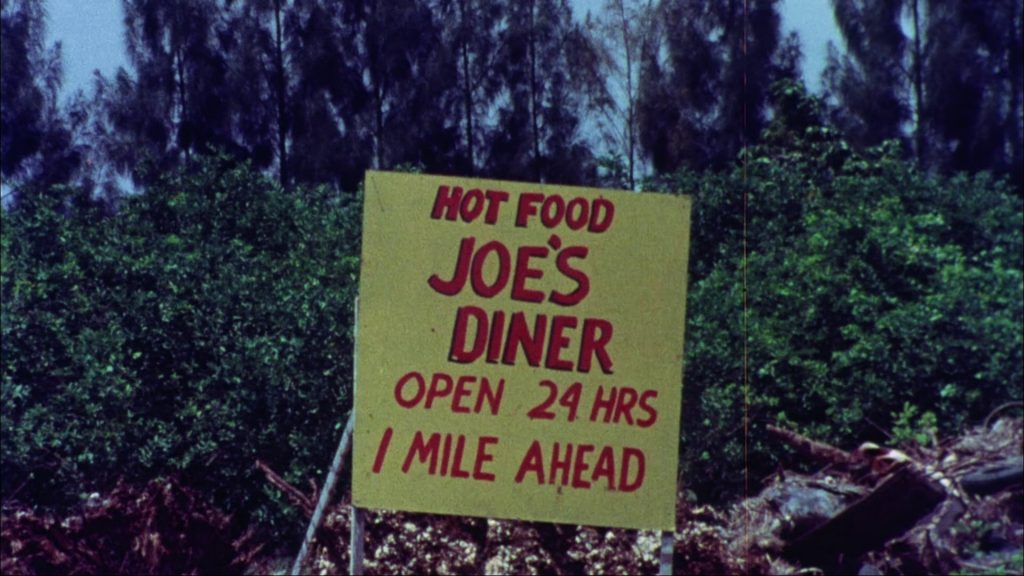 HOT FOOD
JOE'S
DINER
OPEN 24 HRS
1 MILE AHEAD